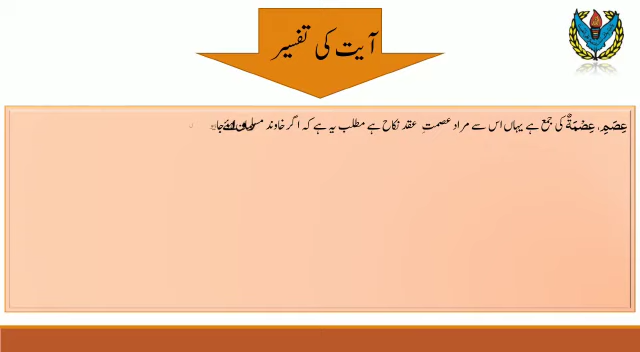 آیت کی تفسیر
عِصَمِ، عِصْمَةٌ کی جمع ہے یہاں اس سے مراد عصمتِ عقد نکاح ہے مطلب یہ ہے کہ اگر خاوند مسلمان